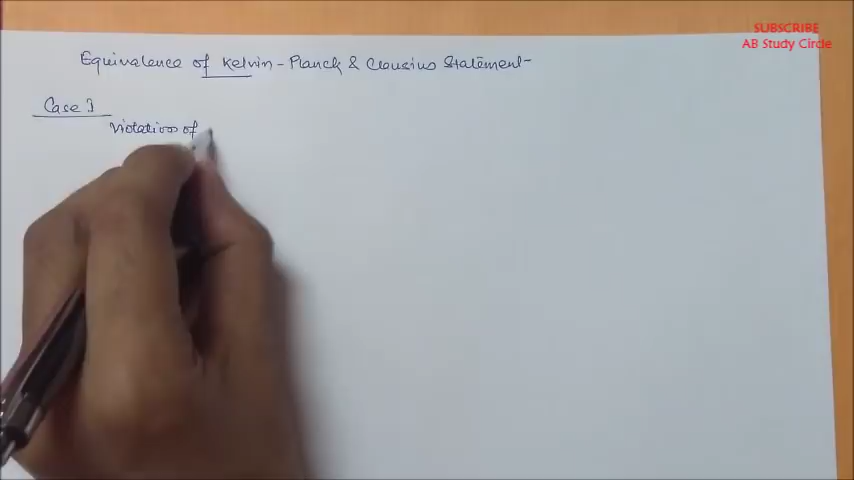 SUBSCRIBE
AB Study Circle
Equivalence of Kelvin - Planck & Clausius Statement -
Case I
Violation of